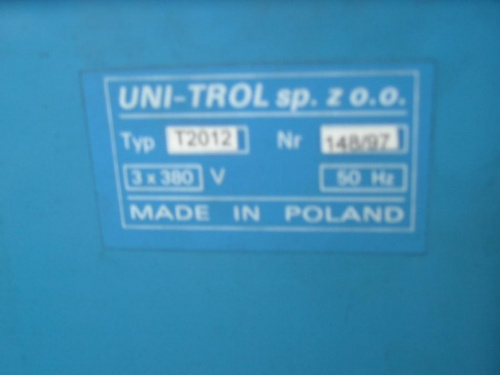 UNI-TROL sp. z o.o.
Typ T2012 Nr 148/97
3 x 380 V 50 Hz
MADE IN POLAND